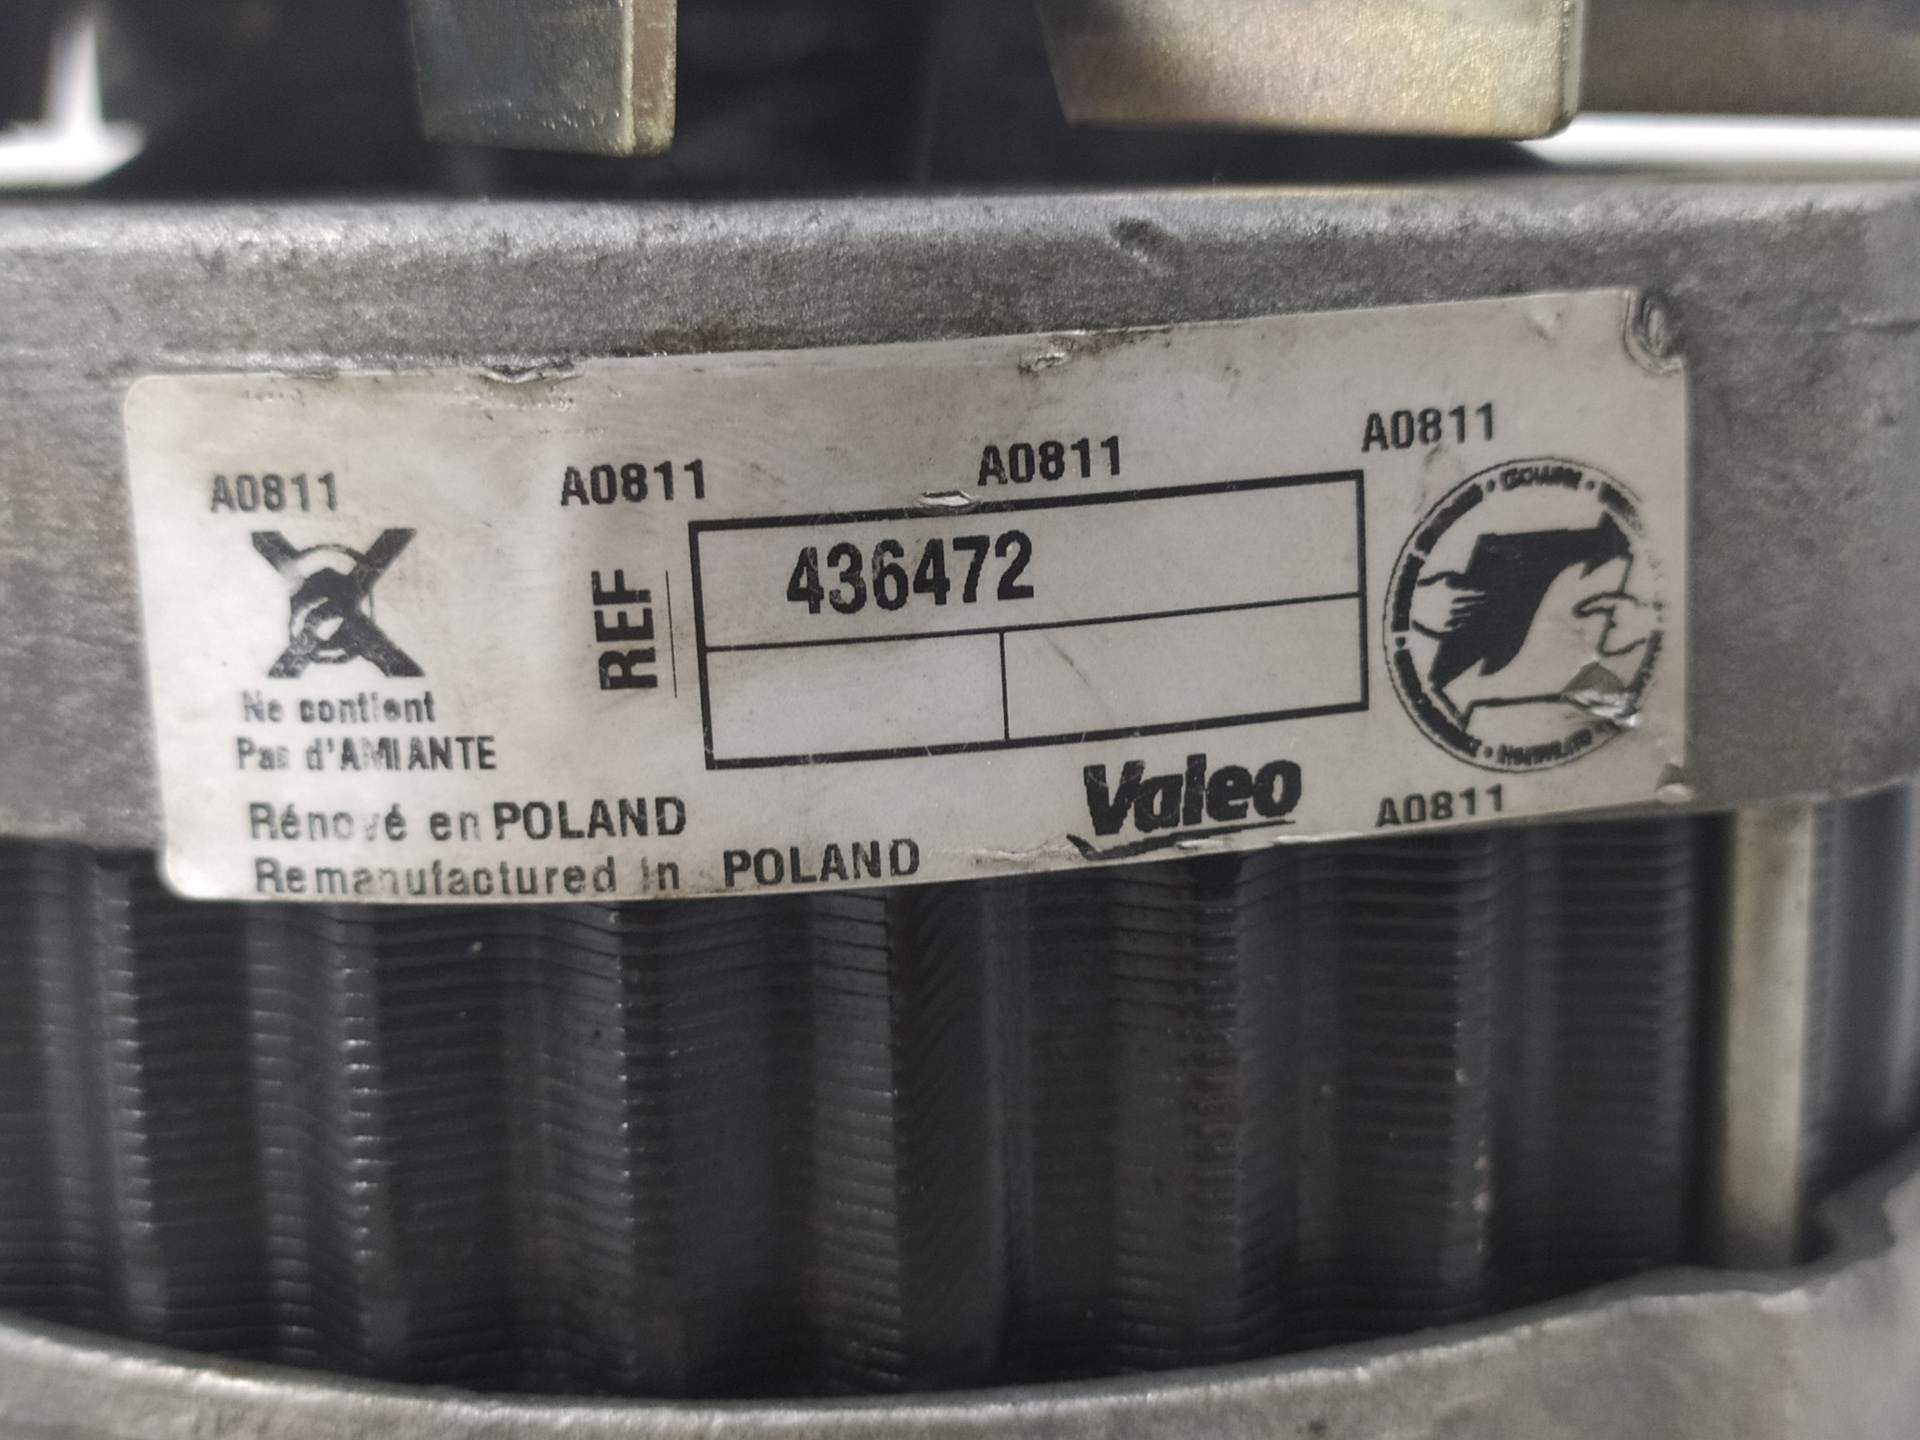 A0811
A0811
A0811
A0811
REF
436472
Ne contient
Pas d'AMIANTE
Rénové en POLAND
Remanufactured in POLAND
Valeo
A0811